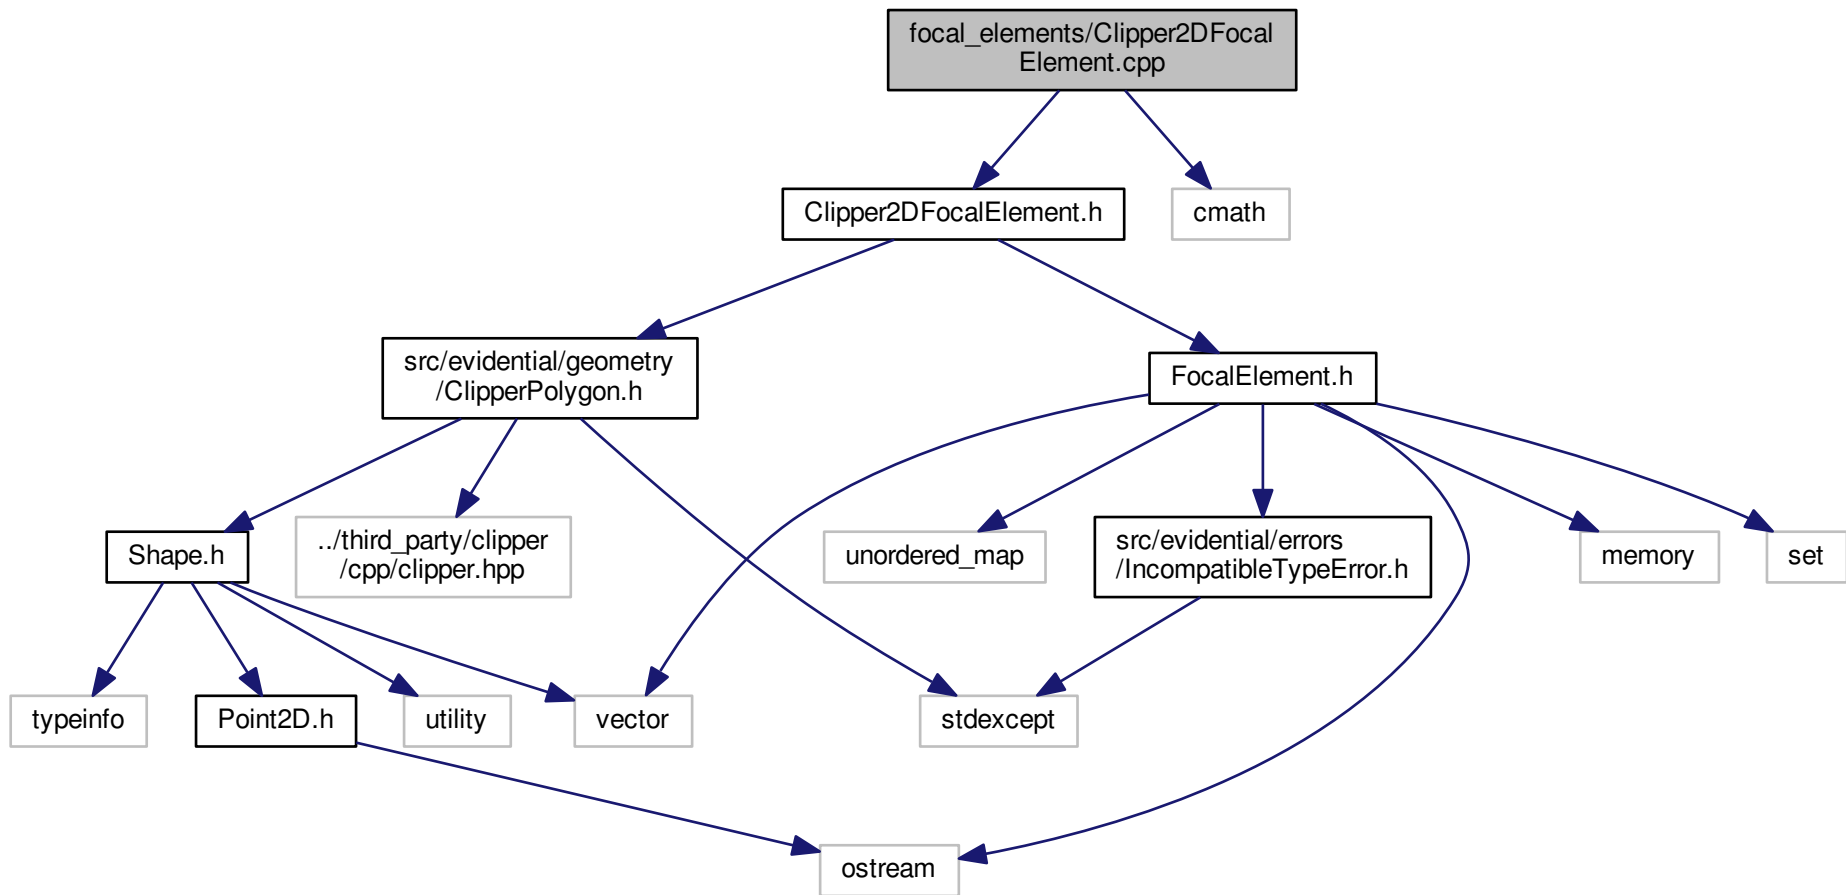 focal_elements/Clipper2DFocal
Element.cpp
Clipper2DFocalElement.h
cmath
src/evidential/geometry
/ClipperPolygon.h
FocalElement.h
Shape.h
../third_party/clipper
/cpp/clipper.hpp
unordered_map
src/evidential/errors
/IncompatibleTypeError.h
memory
set
typeinfo
Point2D.h
utility
vector
stdexcept
ostream